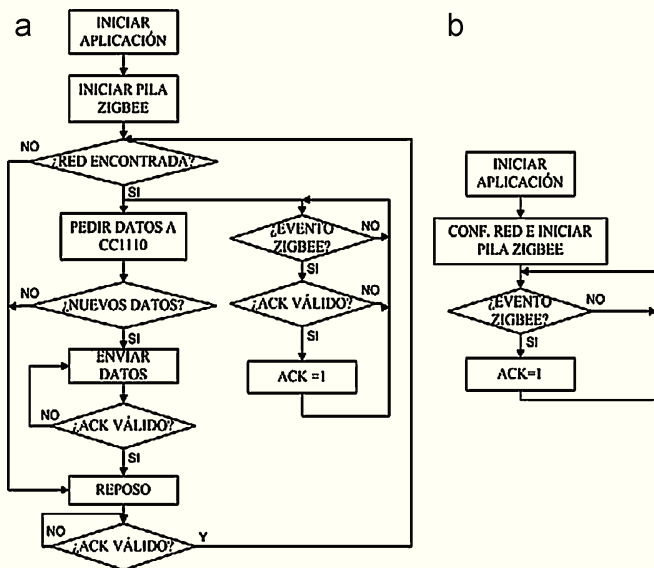 a
INICIAR
APLICACIÓN
INICIAR PILA
ZIGBEE
NO
¿RED ENCONTRADA?
SI
PEDIR DATOS A
CC1110
NO
¿NUEVOS DATOS?
SI
ENVIAR
DATOS
NO
¿ACK VÁLIDO?
SI
REPOSO
NO
¿ACK VÁLIDO?
Y
¿EVENTO
ZIGBEE?
NO
SI
¿ACK VÁLIDO?
NO
SI
ACK =1
b
INICIAR
APLICACIÓN
CONF. RED E INICIAR
PILA ZIGBEE
¿EVENTO
ZIGBEE?
NO
SI
ACK=1